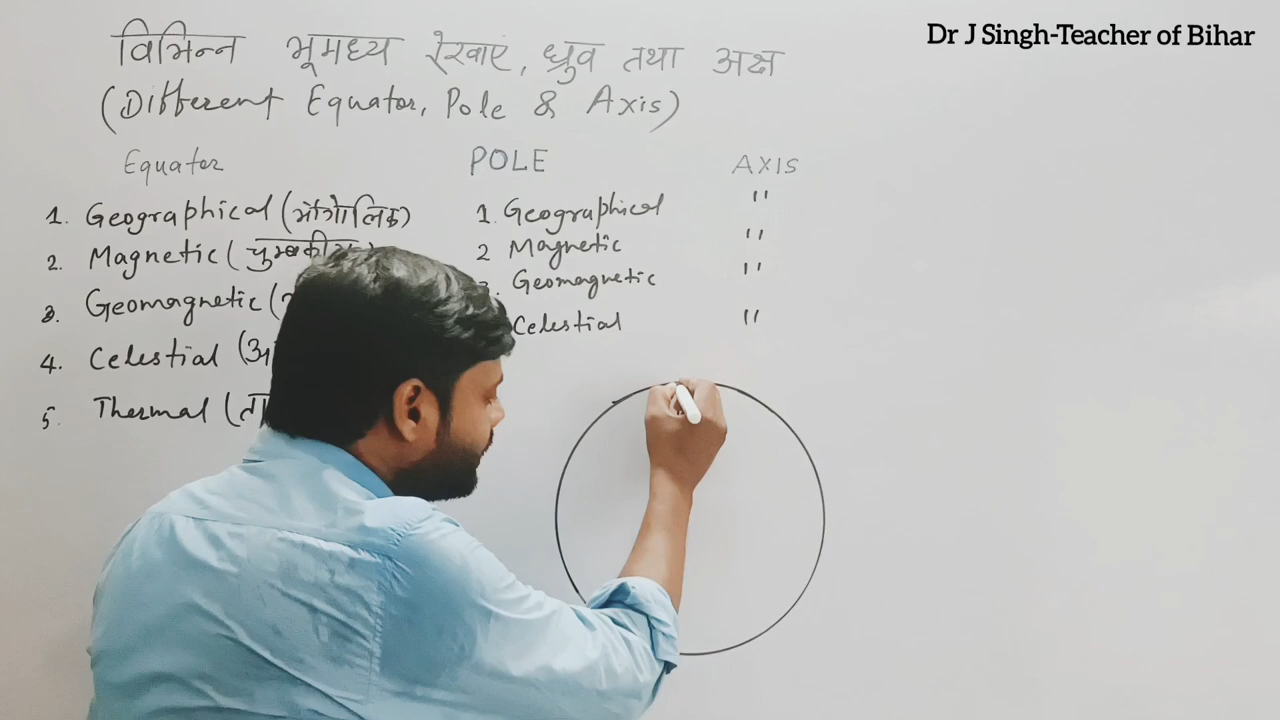 Dr J Singh-Teacher of Bihar
विभिन्न भूमध्य रेखाएं, ध्रुव तथा अक्ष
(Different Equator, Pole & Axis)
Equator POLE AXIS
1. Geographical (भौगोलिक) 1. Geographical "
2. Magnetic (चुम्बकीय) 2 Magnetic "
3. Geomagnetic ( Geomagnetic "
4. Celestial ( Celestial "
5. Thermal (